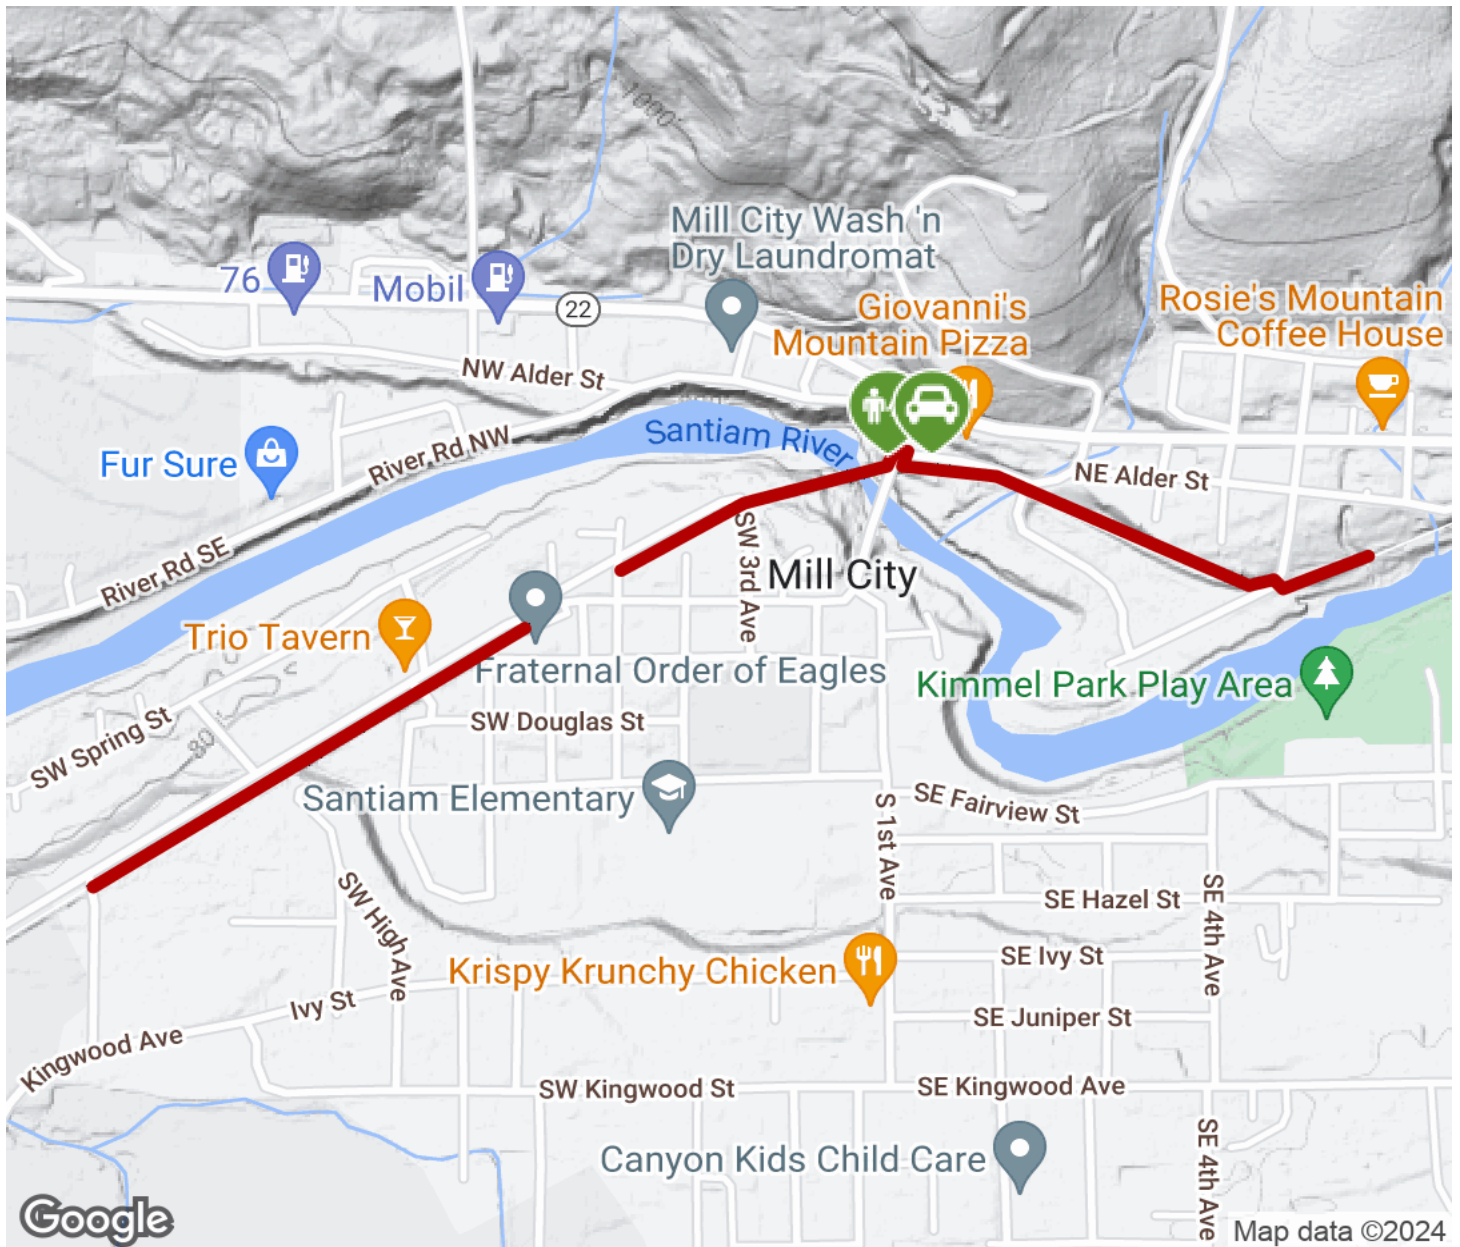 1000'
Mill City Wash 'n
Dry Laundromat
76
Mobil
22
Giovanni's
Mountain Pizza
Rosie's Mountain
Coffee House
NW Alder St
Santiam River
River Rd NW
Fur Sure
NE Alder St
River Rd SE
SW 3rd Ave
Mill City
Trio Tavern
Fraternal Order of Eagles
Kimmel Park Play Area
SW Spring St
80
SW Douglas St
Santiam Elementary
SE Fairview St
S 1st Ave
SW High Ave
SE Hazel St
SE 4th Ave
Krispy Krunchy Chicken
SE Ivy St
Ivy St
SE Juniper St
Kingwood Ave
SW Kingwood St
SE Kingwood Ave
Canyon Kids Child Care
SE 4th Ave
Google
Map data ©2024